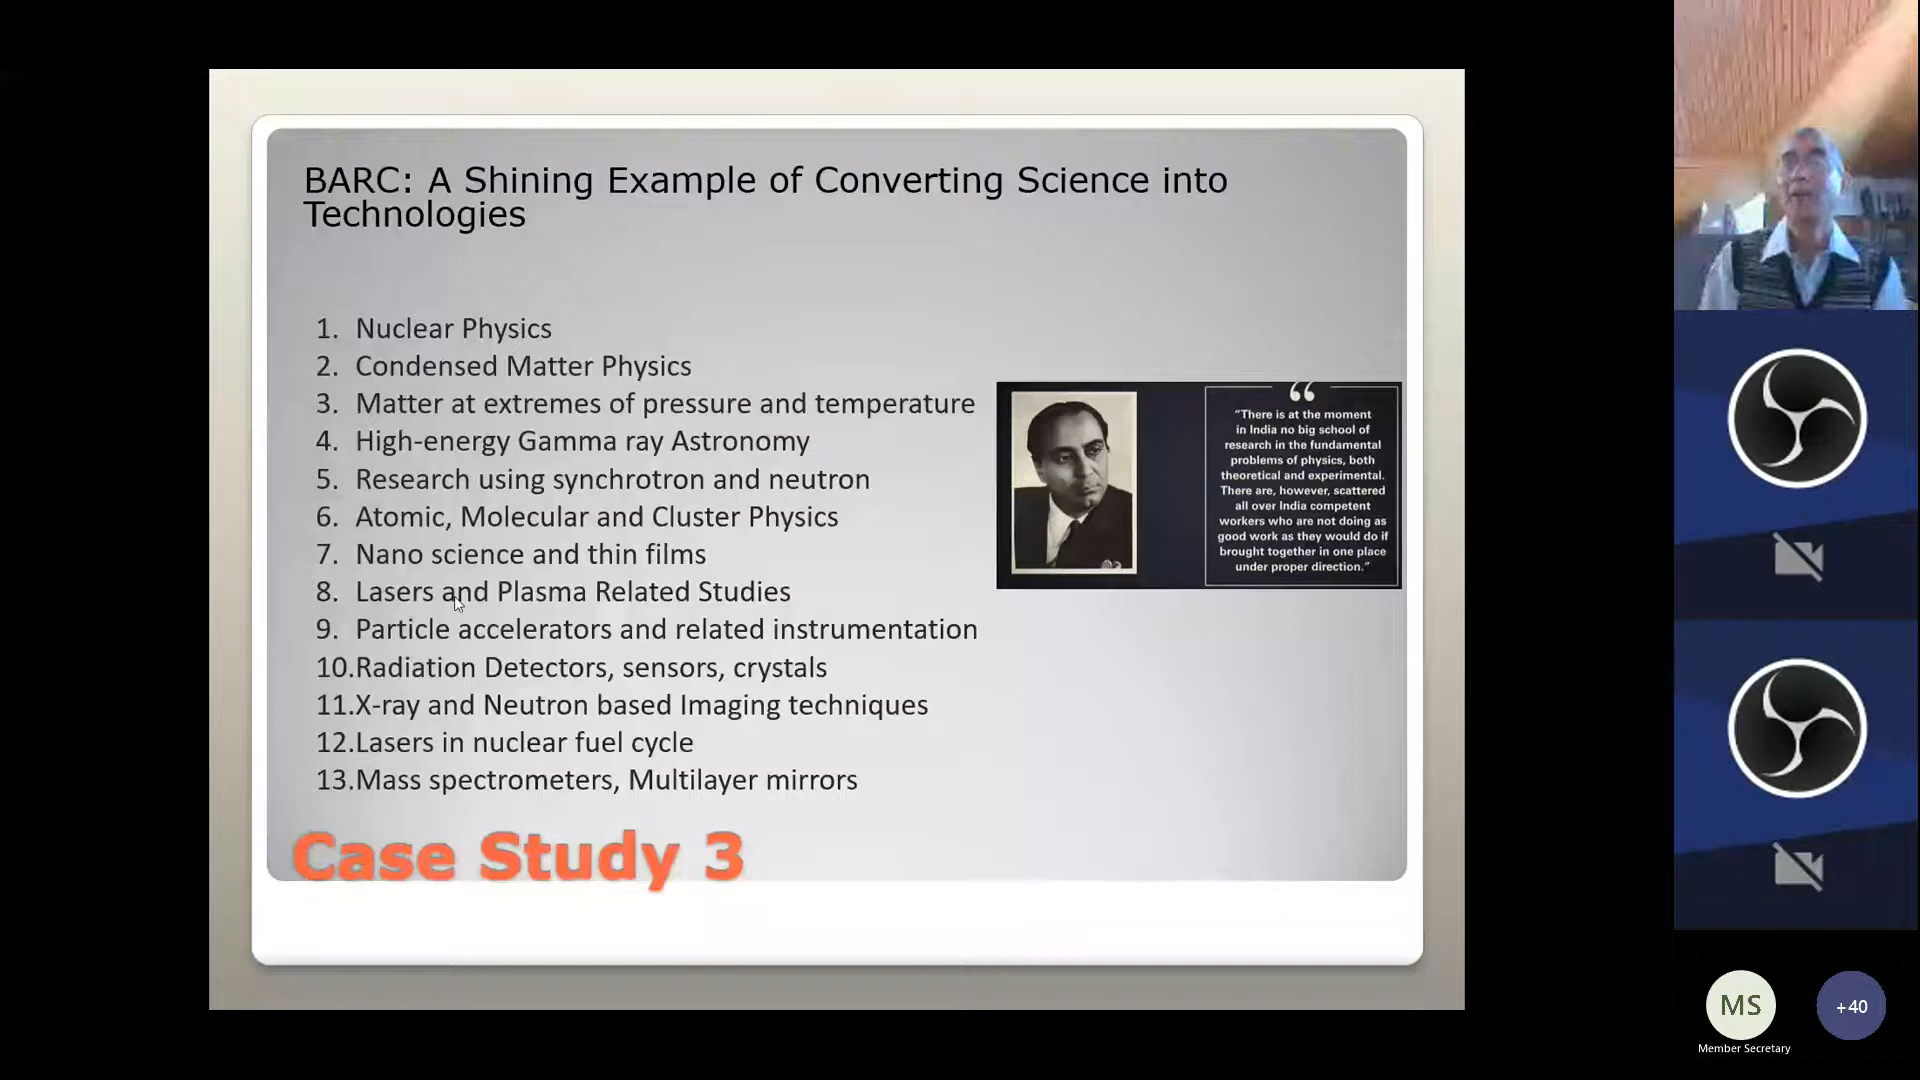 BARC: A Shining Example of Converting Science into
Technologies
1. Nuclear Physics
2. Condensed Matter Physics
3. Matter at extremes of pressure and temperature
4. High-energy Gamma ray Astronomy
5. Research using synchrotron and neutron
6. Atomic, Molecular and Cluster Physics
7. Nano science and thin films
8. Lasers and Plasma Related Studies
9. Particle accelerators and related instrumentation
10.Radiation Detectors, sensors, crystals
11.X-ray and Neutron based Imaging techniques
12.Lasers in nuclear fuel cycle
13.Mass spectrometers, Multilayer mirrors
“
“There is at the moment
in India no big school of
research in the fundamental
problems of physics, both
theoretical and experimental.
There are, however, scattered
all over India competent
workers who are not doing as
good work as they would do if
brought together in one place
under proper direction.”
Case Study 3
MS
+40
Member Secretary